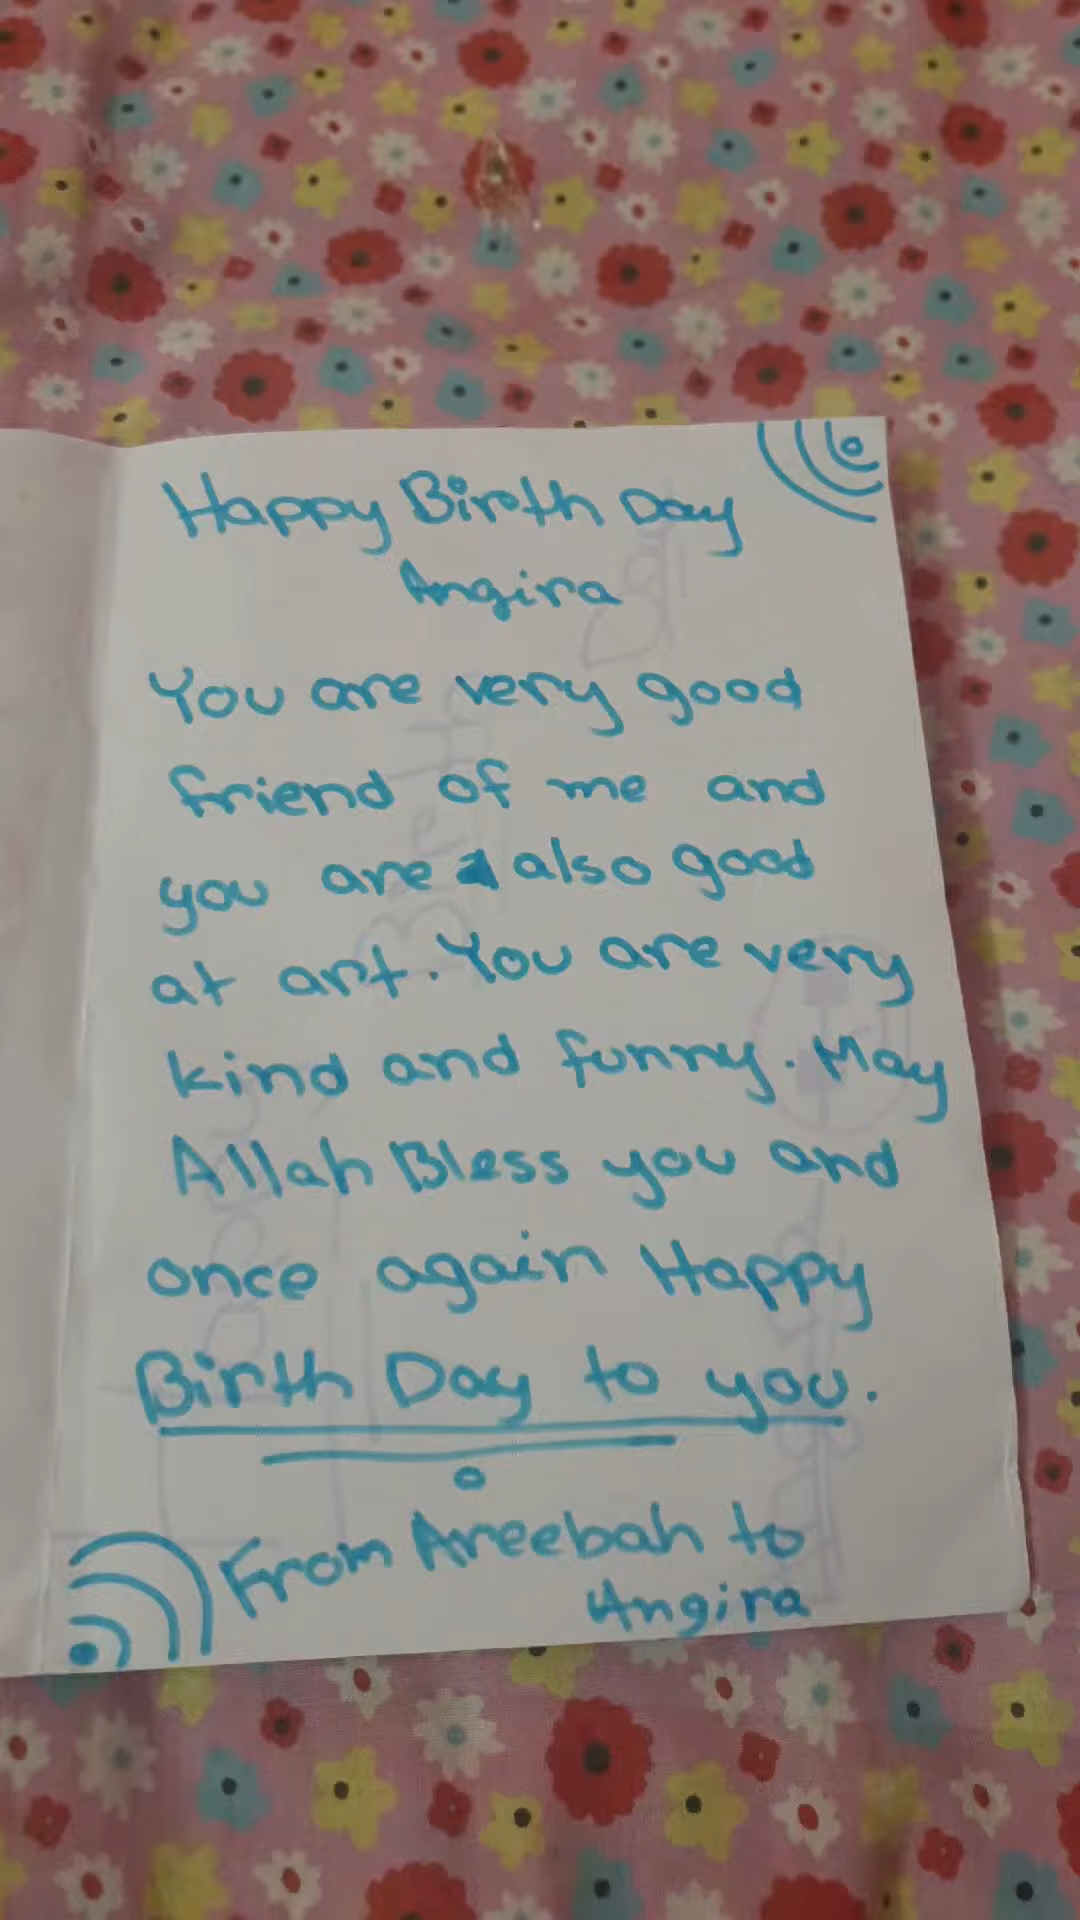 Happy Birth Day
Angira
You are very good
friend of me and
you are also good
at art. You are very
kind and funny. May
Allah Bless you and
once again Happy
Birth Day to you.
From Areebah to
Angira